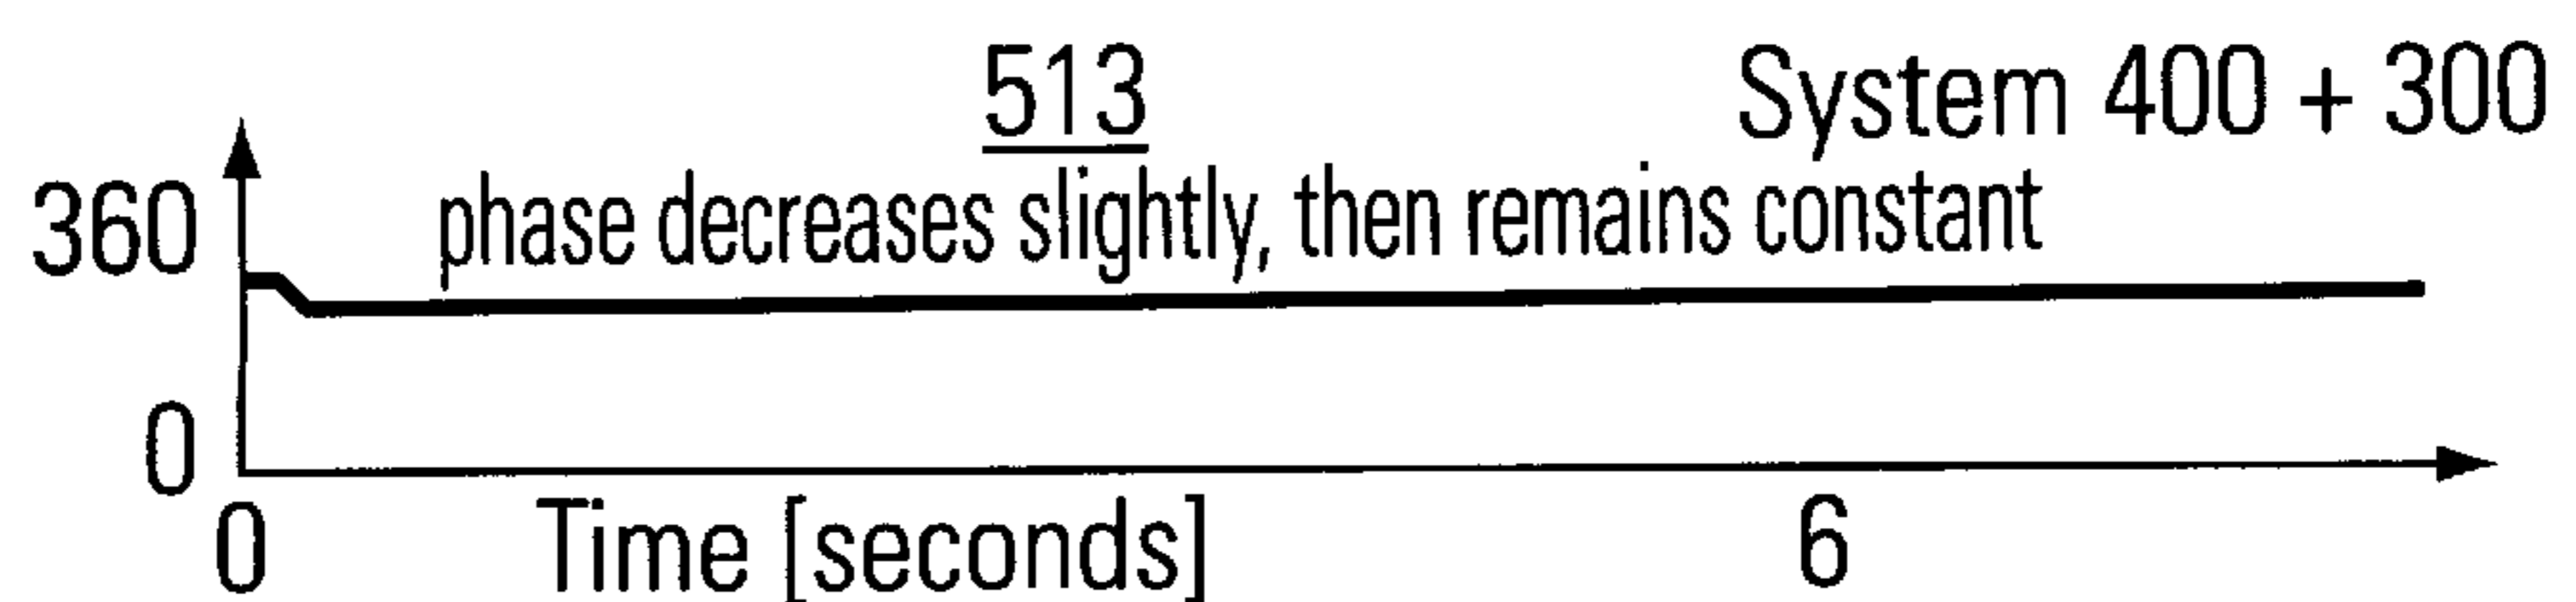 513
System 400 + 300
360
phase decreases slightly, then remains constant
0
0
Time [seconds]
6